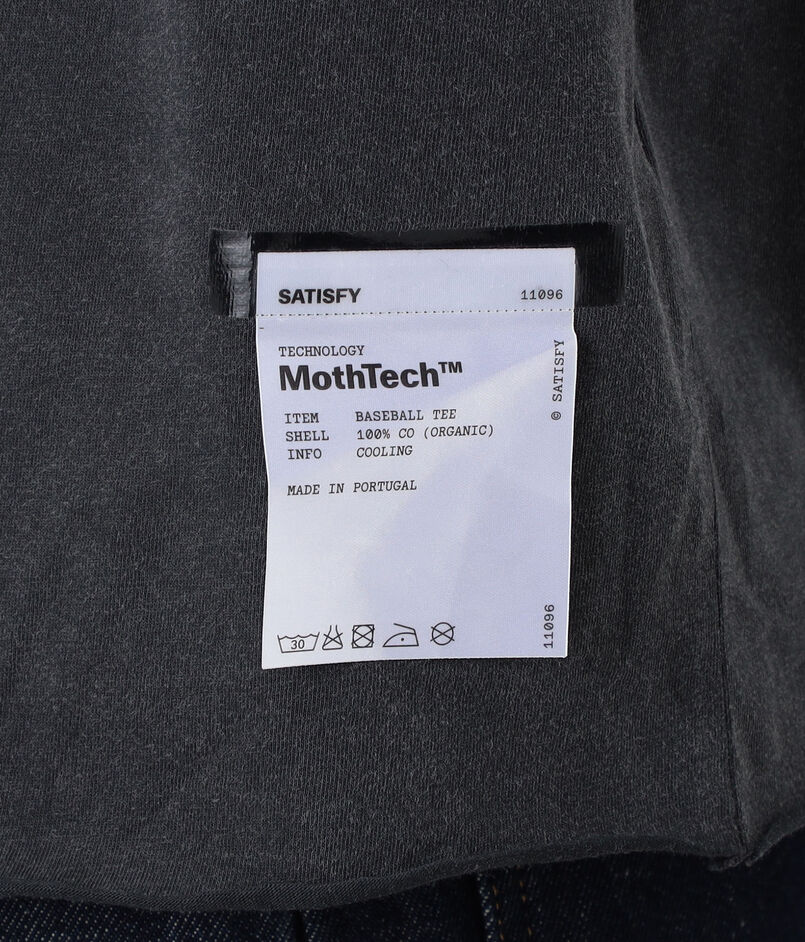 SATISFY 11096
TECHNOLOGY
MothTech™
ITEM BASEBALL TEE
SHELL 100% CO (ORGANIC)
INFO COOLING
MADE IN PORTUGAL
© SATISFY
30
11096